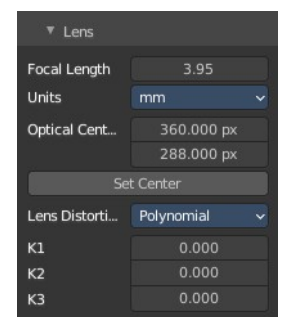 Lens
Focal Length 3.95
Units mm
Optical Cent... 360.000 px
288.000 px
Set Center
Lens Distorti... Polynomial
K1 0.000
K2 0.000
K3 0.000